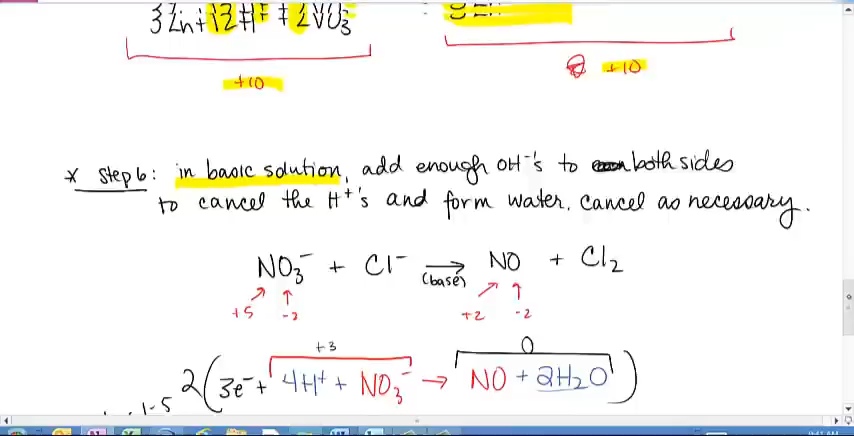 3Zn + 12H⁺ + 2VO₃⁻
+10
+10
* Step 6: in basic solution, add enough OH⁻'s to both sides
to cancel the H⁺'s and form water. Cancel as necessary.
NO₃⁻ + Cl⁻ → (base) NO + Cl₂
+5 -2 +2 -2
+3 0
2(3e⁻ + 4H⁺ + NO₃⁻ → NO + 2H₂O)
1-5